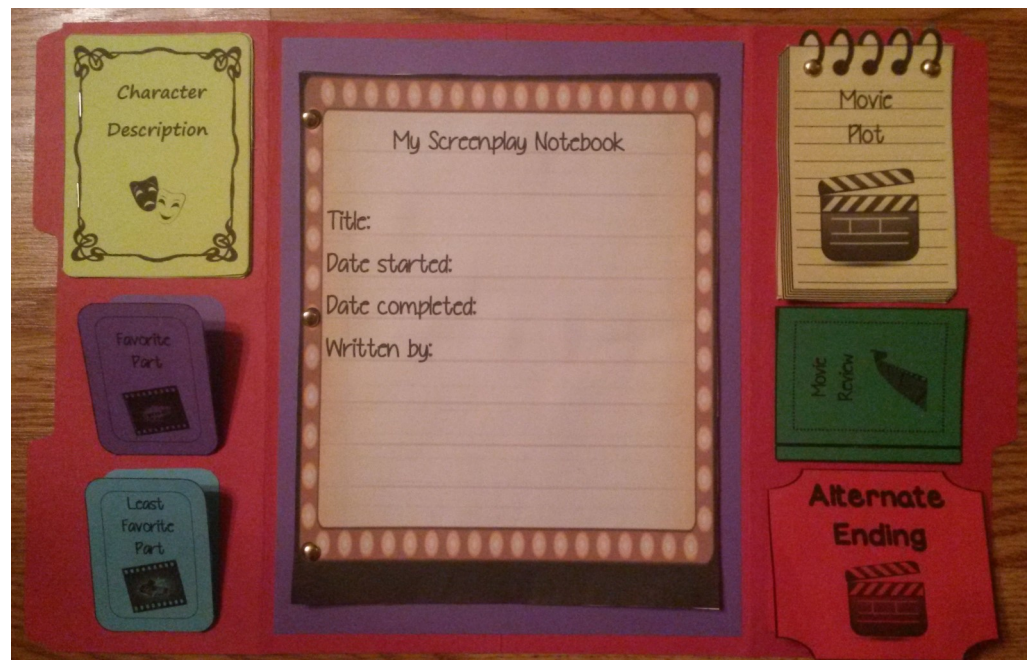 Character
Description
Favorite
Part
Least
Favorite
Part
My Screenplay Notebook
Title:
Date started:
Date completed:
Written by:
Movie
Plot
Movie
Review
Alternate
Ending